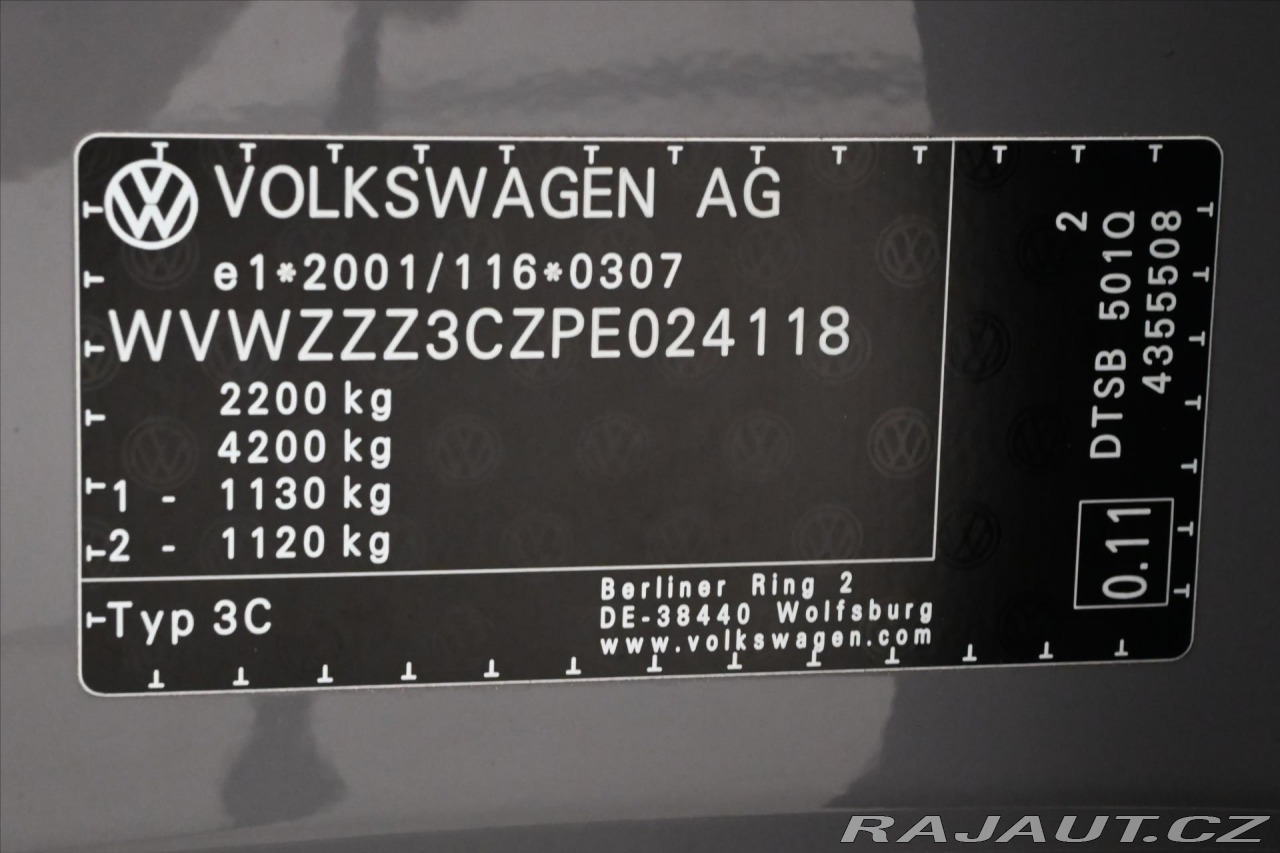 VOLKSWAGEN AG
e1*2001/116*0307
WVWZZZ3CZPE024118
2200 kg
4200 kg
1 - 1130 kg
2 - 1120 kg
Typ 3C
Berliner Ring 2
DE-38440 Wolfsburg
www.volkswagen.com
2
DTSB 501Q
4355508
0.11
RAJAUT.CZ